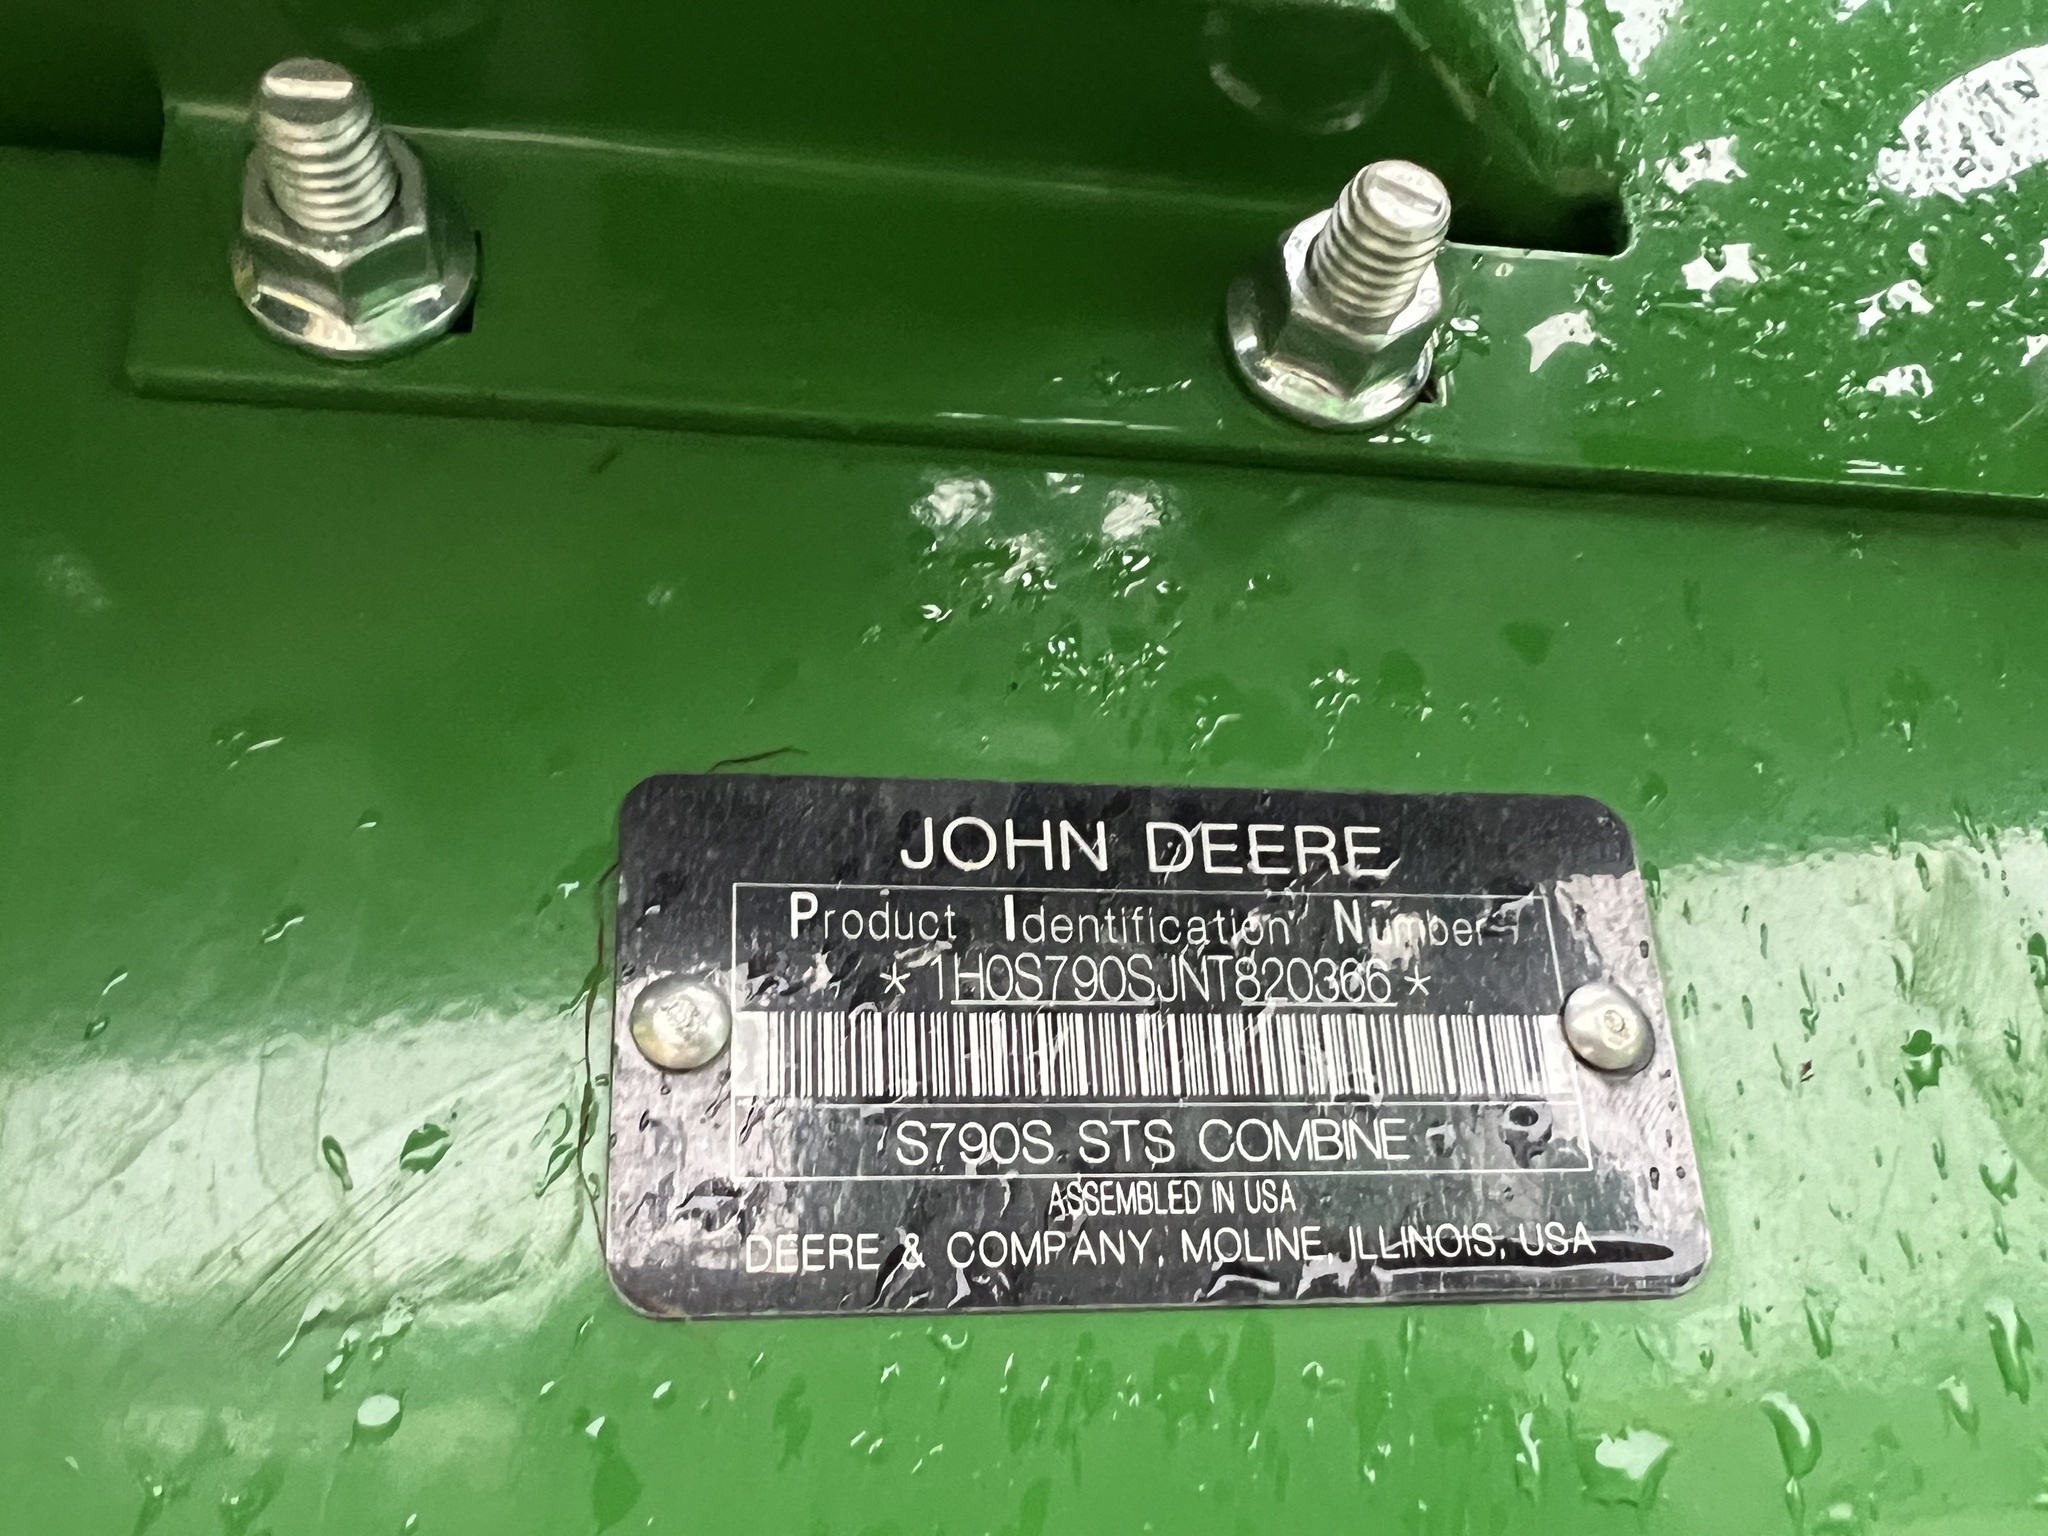 JOHN DEERE
Product Identification Number
* 1H0S790SJNT820366 *
S790S STS COMBINE
ASSEMBLED IN USA
DEERE & COMPANY, MOLINE, ILLINOIS, USA